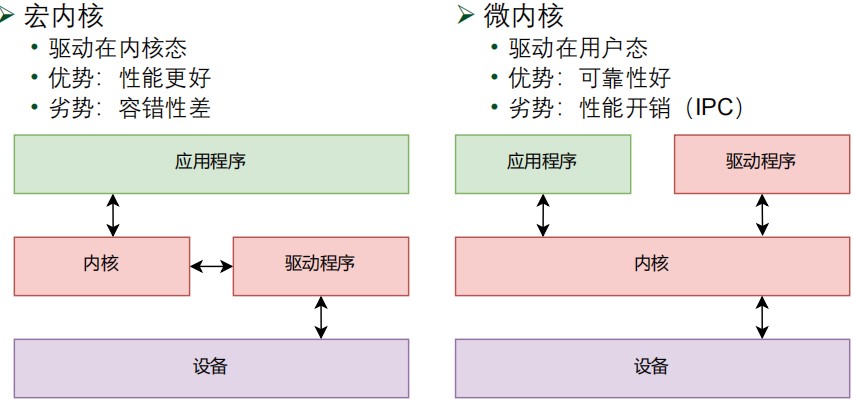 宏内核
• 驱动在内核态
• 优势：性能更好
• 劣势：容错性差
应用程序
内核
驱动程序
设备
微内核
• 驱动在用户态
• 优势：可靠性好
• 劣势：性能开销（IPC）
应用程序
驱动程序
内核
设备